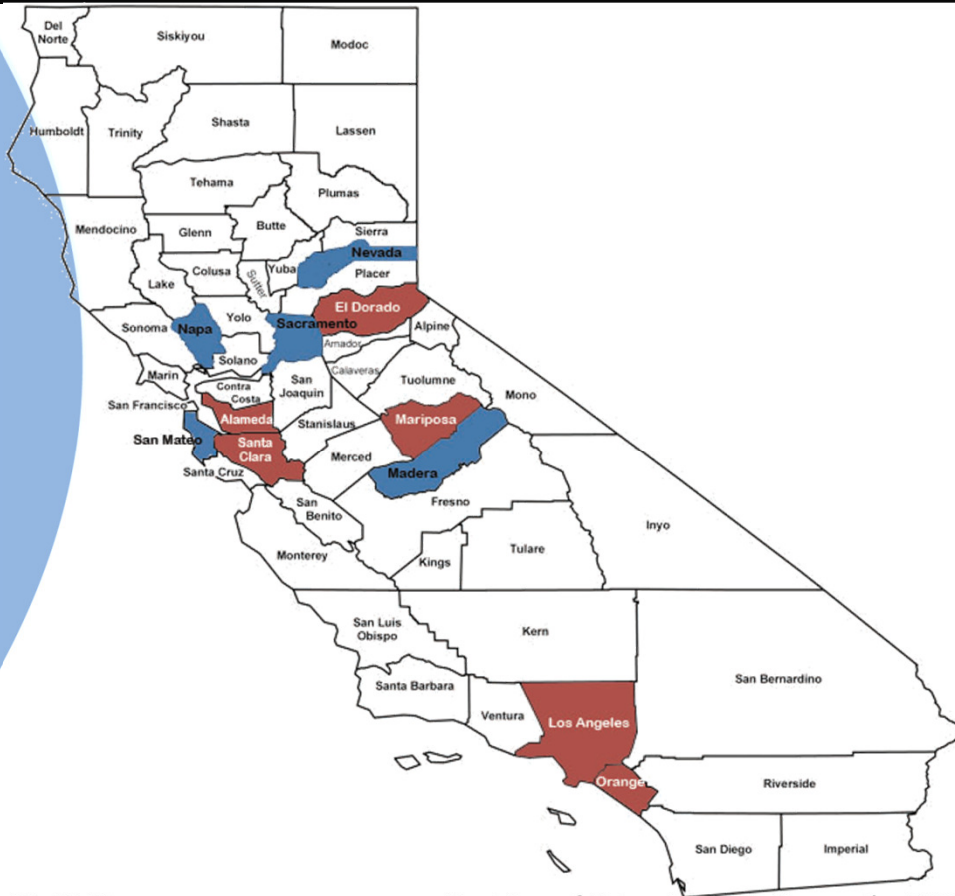 Del
Norte
Siskiyou
Modoc
Humboldt
Trinity
Shasta
Lassen
Tehama
Plumas
Mendocino
Glenn
Butte
Sierra
Nevada
Lake
Colusa
Sutter
Yuba
Placer
El Dorado
Sonoma
Napa
Yolo
Sacramento
Alpine
Amador
Solano
Calaveras
Marin
Contra
Costa
San
Joaquin
Tuolumne
Mono
San Francisco
Alameda
Stanislaus
Mariposa
San Mateo
Santa
Clara
Merced
Madera
Santa Cruz
San
Benito
Fresno
Inyo
Monterey
Kings
Tulare
San Luis
Obispo
Kern
Santa Barbara
San Bernardino
Ventura
Los Angeles
Orange
Riverside
San Diego
Imperial